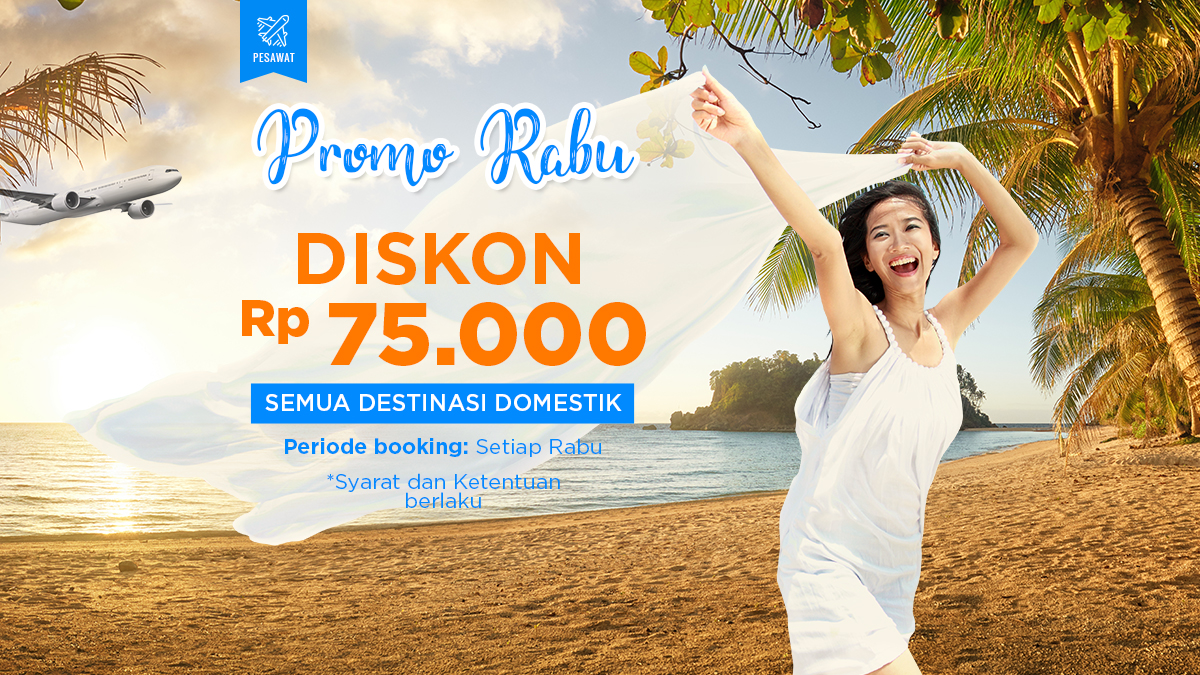 PESAWAT
Promo Rabu
DISKON
Rp 75.000
SEMUA DESTINASI DOMESTIK
Periode booking: Setiap Rabu
*Syarat dan Ketentuan
berlaku